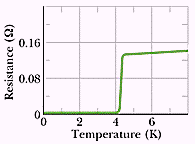 Resistance (Ω)
0.16
0.08
0
0 2 4 6
Temperature (K)